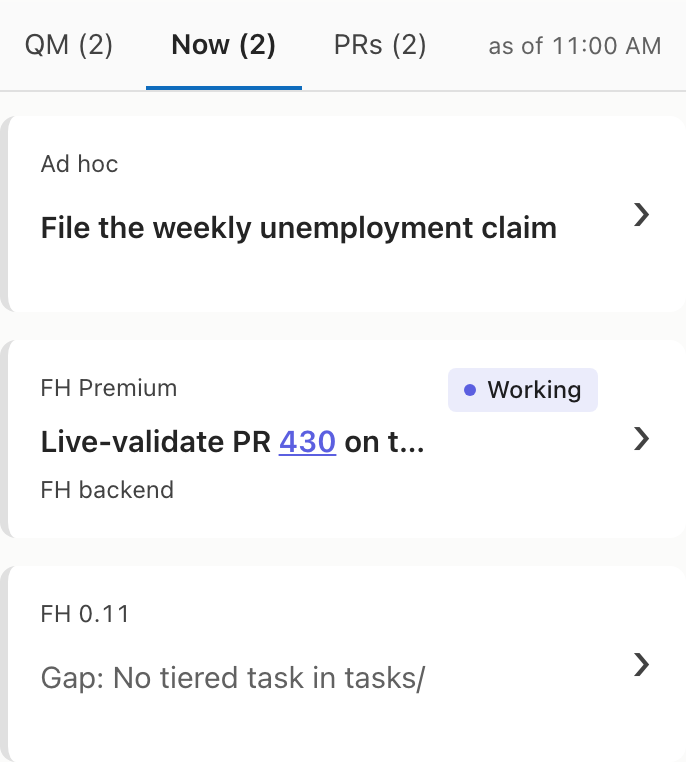 QM (2) Now (2) PRs (2) as of 11:00 AM
Ad hoc
File the weekly unemployment claim
FH Premium
Working
Live-validate PR 430 on t...
FH backend
FH 0.11
Gap: No tiered task in tasks/